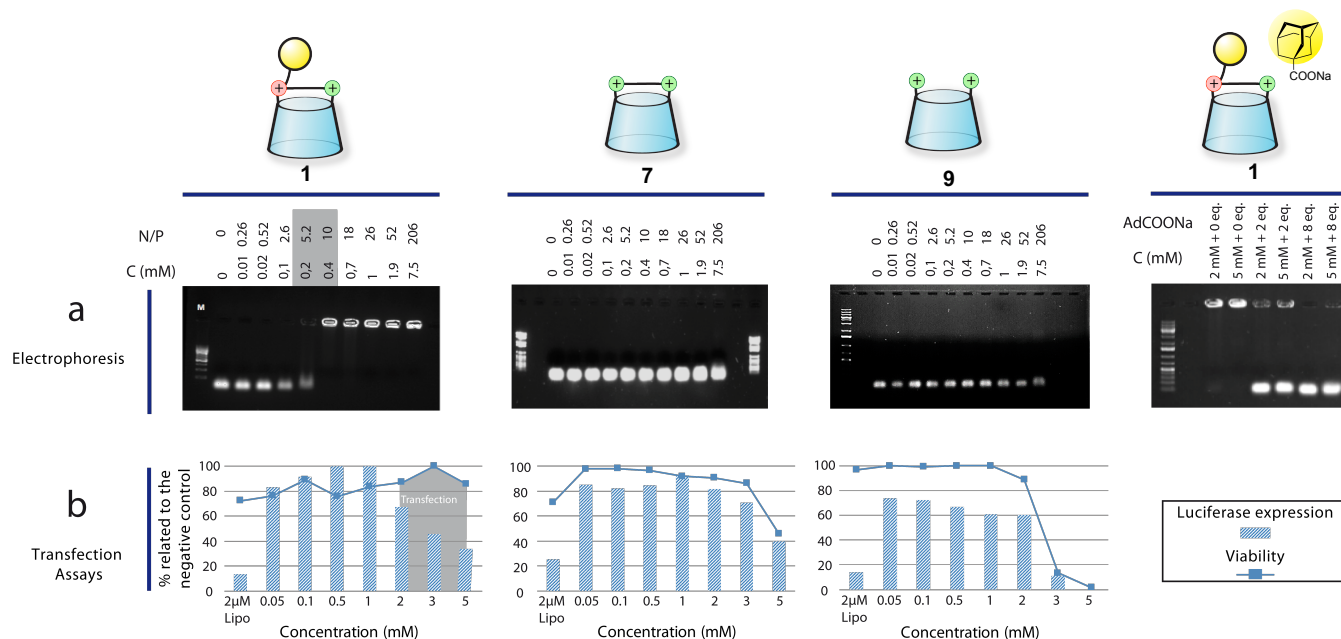 + +
+ +
+ +
+ +
COONa
1
7
9
1
N/P 0 0.26 0.52 2.6 5.2 10 18 26 52 206
C (mM) 0 0.01 0.02 0,1 0,2 0.4 0,7 1 1.9 7.5
0 0.26 0.52 2.6 5.2 10 18 26 52 206
0 0.01 0.02 0,1 0,2 0.4 0,7 1 1.9 7.5
0 0.26 0.52 2.6 5.2 10 18 26 52 206
0 0.01 0.02 0,1 0,2 0.4 0,7 1 1.9 7.5
AdCOONa
C (mM)
2 mM + 0 eq.
5 mM + 0 eq.
2 mM + 2 eq.
5 mM + 2 eq.
2 mM + 8 eq.
5 mM + 8 eq.
a
Electrophoresis
M
b
Transfection
Assays
% related to the
negative control
100
80
60
40
20
0
Transfection
2µM 0.05 0.1 0.5 1 2 3 5
Lipo
Concentration (mM)
100
80
60
40
20
0
2µM 0.05 0.1 0.5 1 2 3 5
Lipo
Concentration (mM)
100
80
60
40
20
0
2µM 0.05 0.1 0.5 1 2 3 5
Lipo
Concentration (mM)
Luciferase expression
Viability